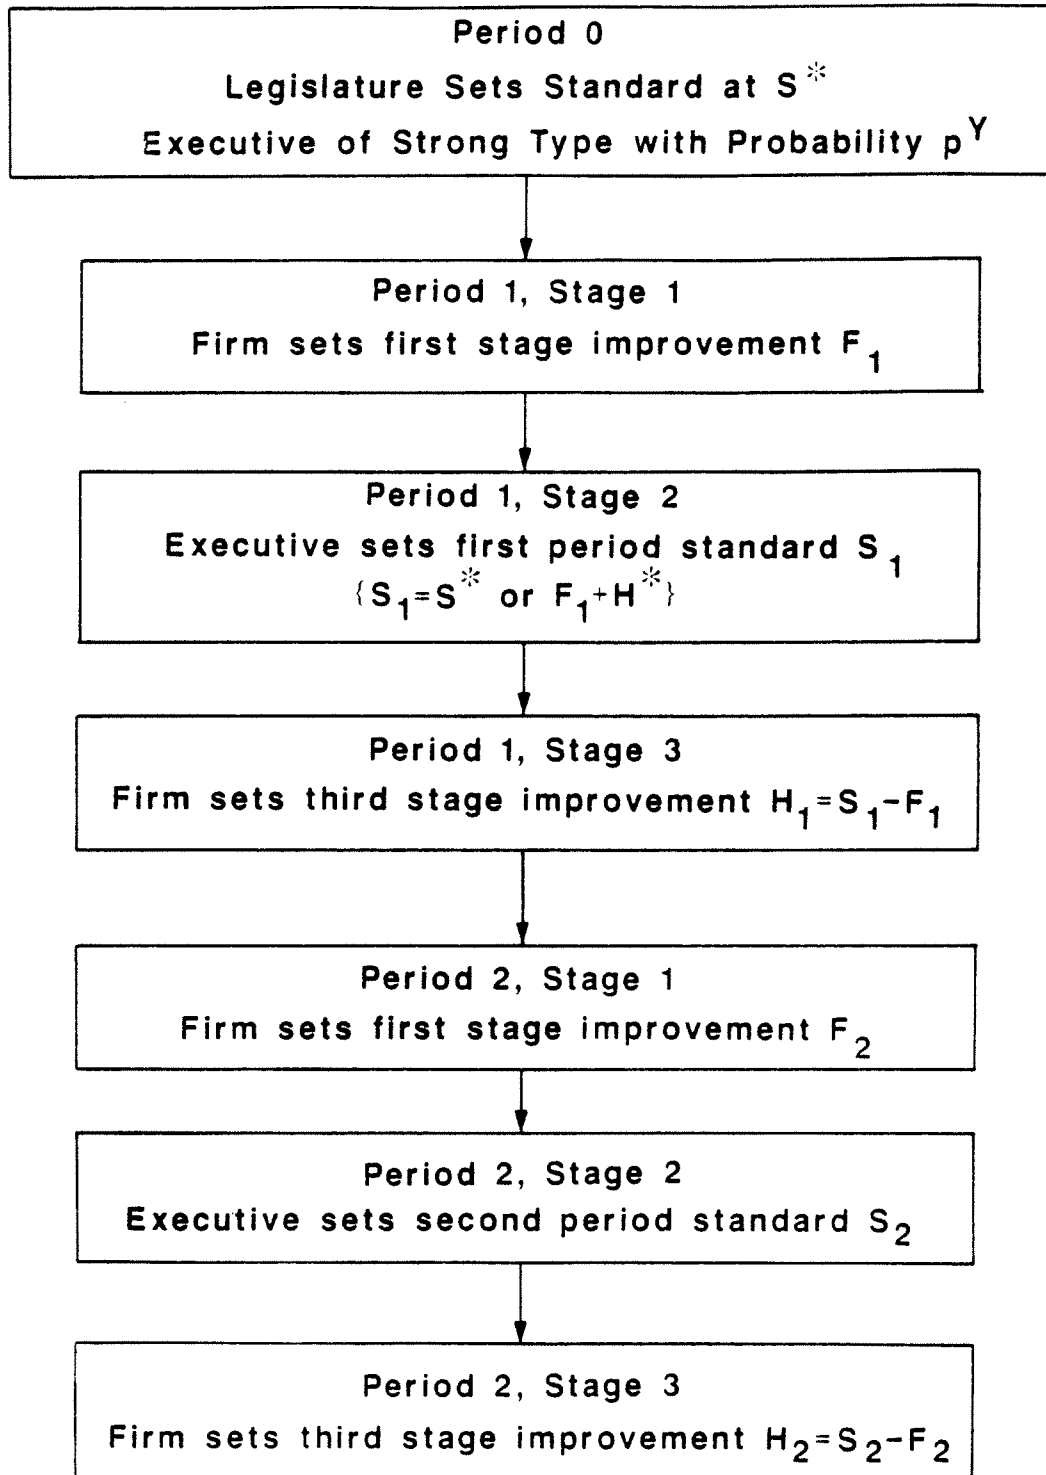 Period 0
Legislature Sets Standard at S*
Executive of Strong Type with Probability p^Y
Period 1, Stage 1
Firm sets first stage improvement F₁
Period 1, Stage 2
Executive sets first period standard S₁
{S₁=S* or F₁+H*}
Period 1, Stage 3
Firm sets third stage improvement H₁=S₁-F₁
Period 2, Stage 1
Firm sets first stage improvement F₂
Period 2, Stage 2
Executive sets second period standard S₂
Period 2, Stage 3
Firm sets third stage improvement H₂=S₂-F₂